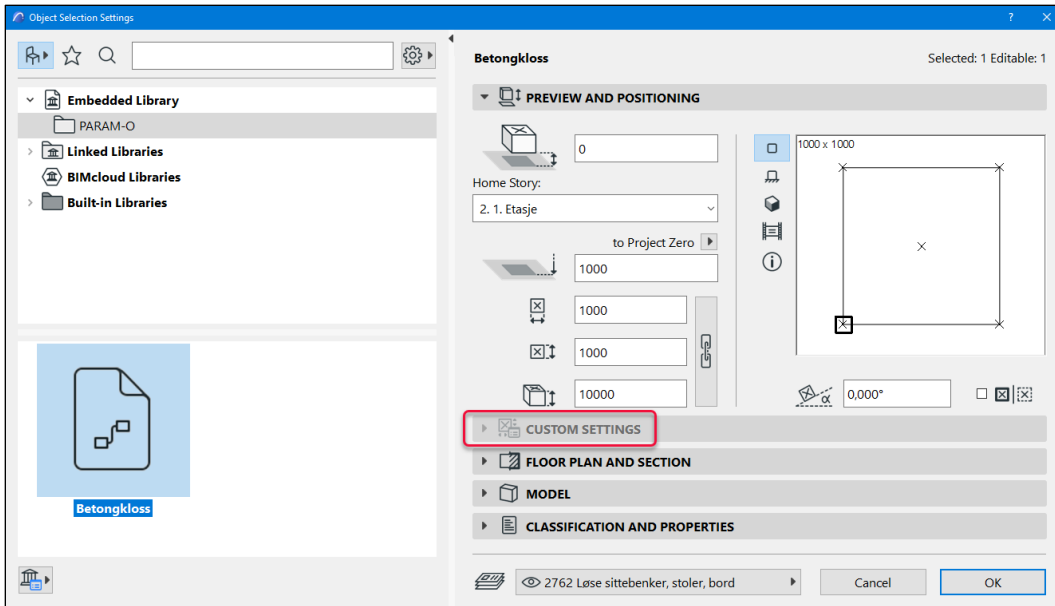 Object Selection Settings
?
Embedded Library
PARAM-O
Linked Libraries
BIMcloud Libraries
Built-in Libraries
Betongkloss
Betongkloss
Selected: 1 Editable: 1
PREVIEW AND POSITIONING
0
Home Story:
2. 1. Etasje
to Project Zero
1000
1000
1000
10000
1000 x 1000
α
0,000°
CUSTOM SETTINGS
FLOOR PLAN AND SECTION
MODEL
CLASSIFICATION AND PROPERTIES
2762 Løse sittebenker, stoler, bord
Cancel
OK